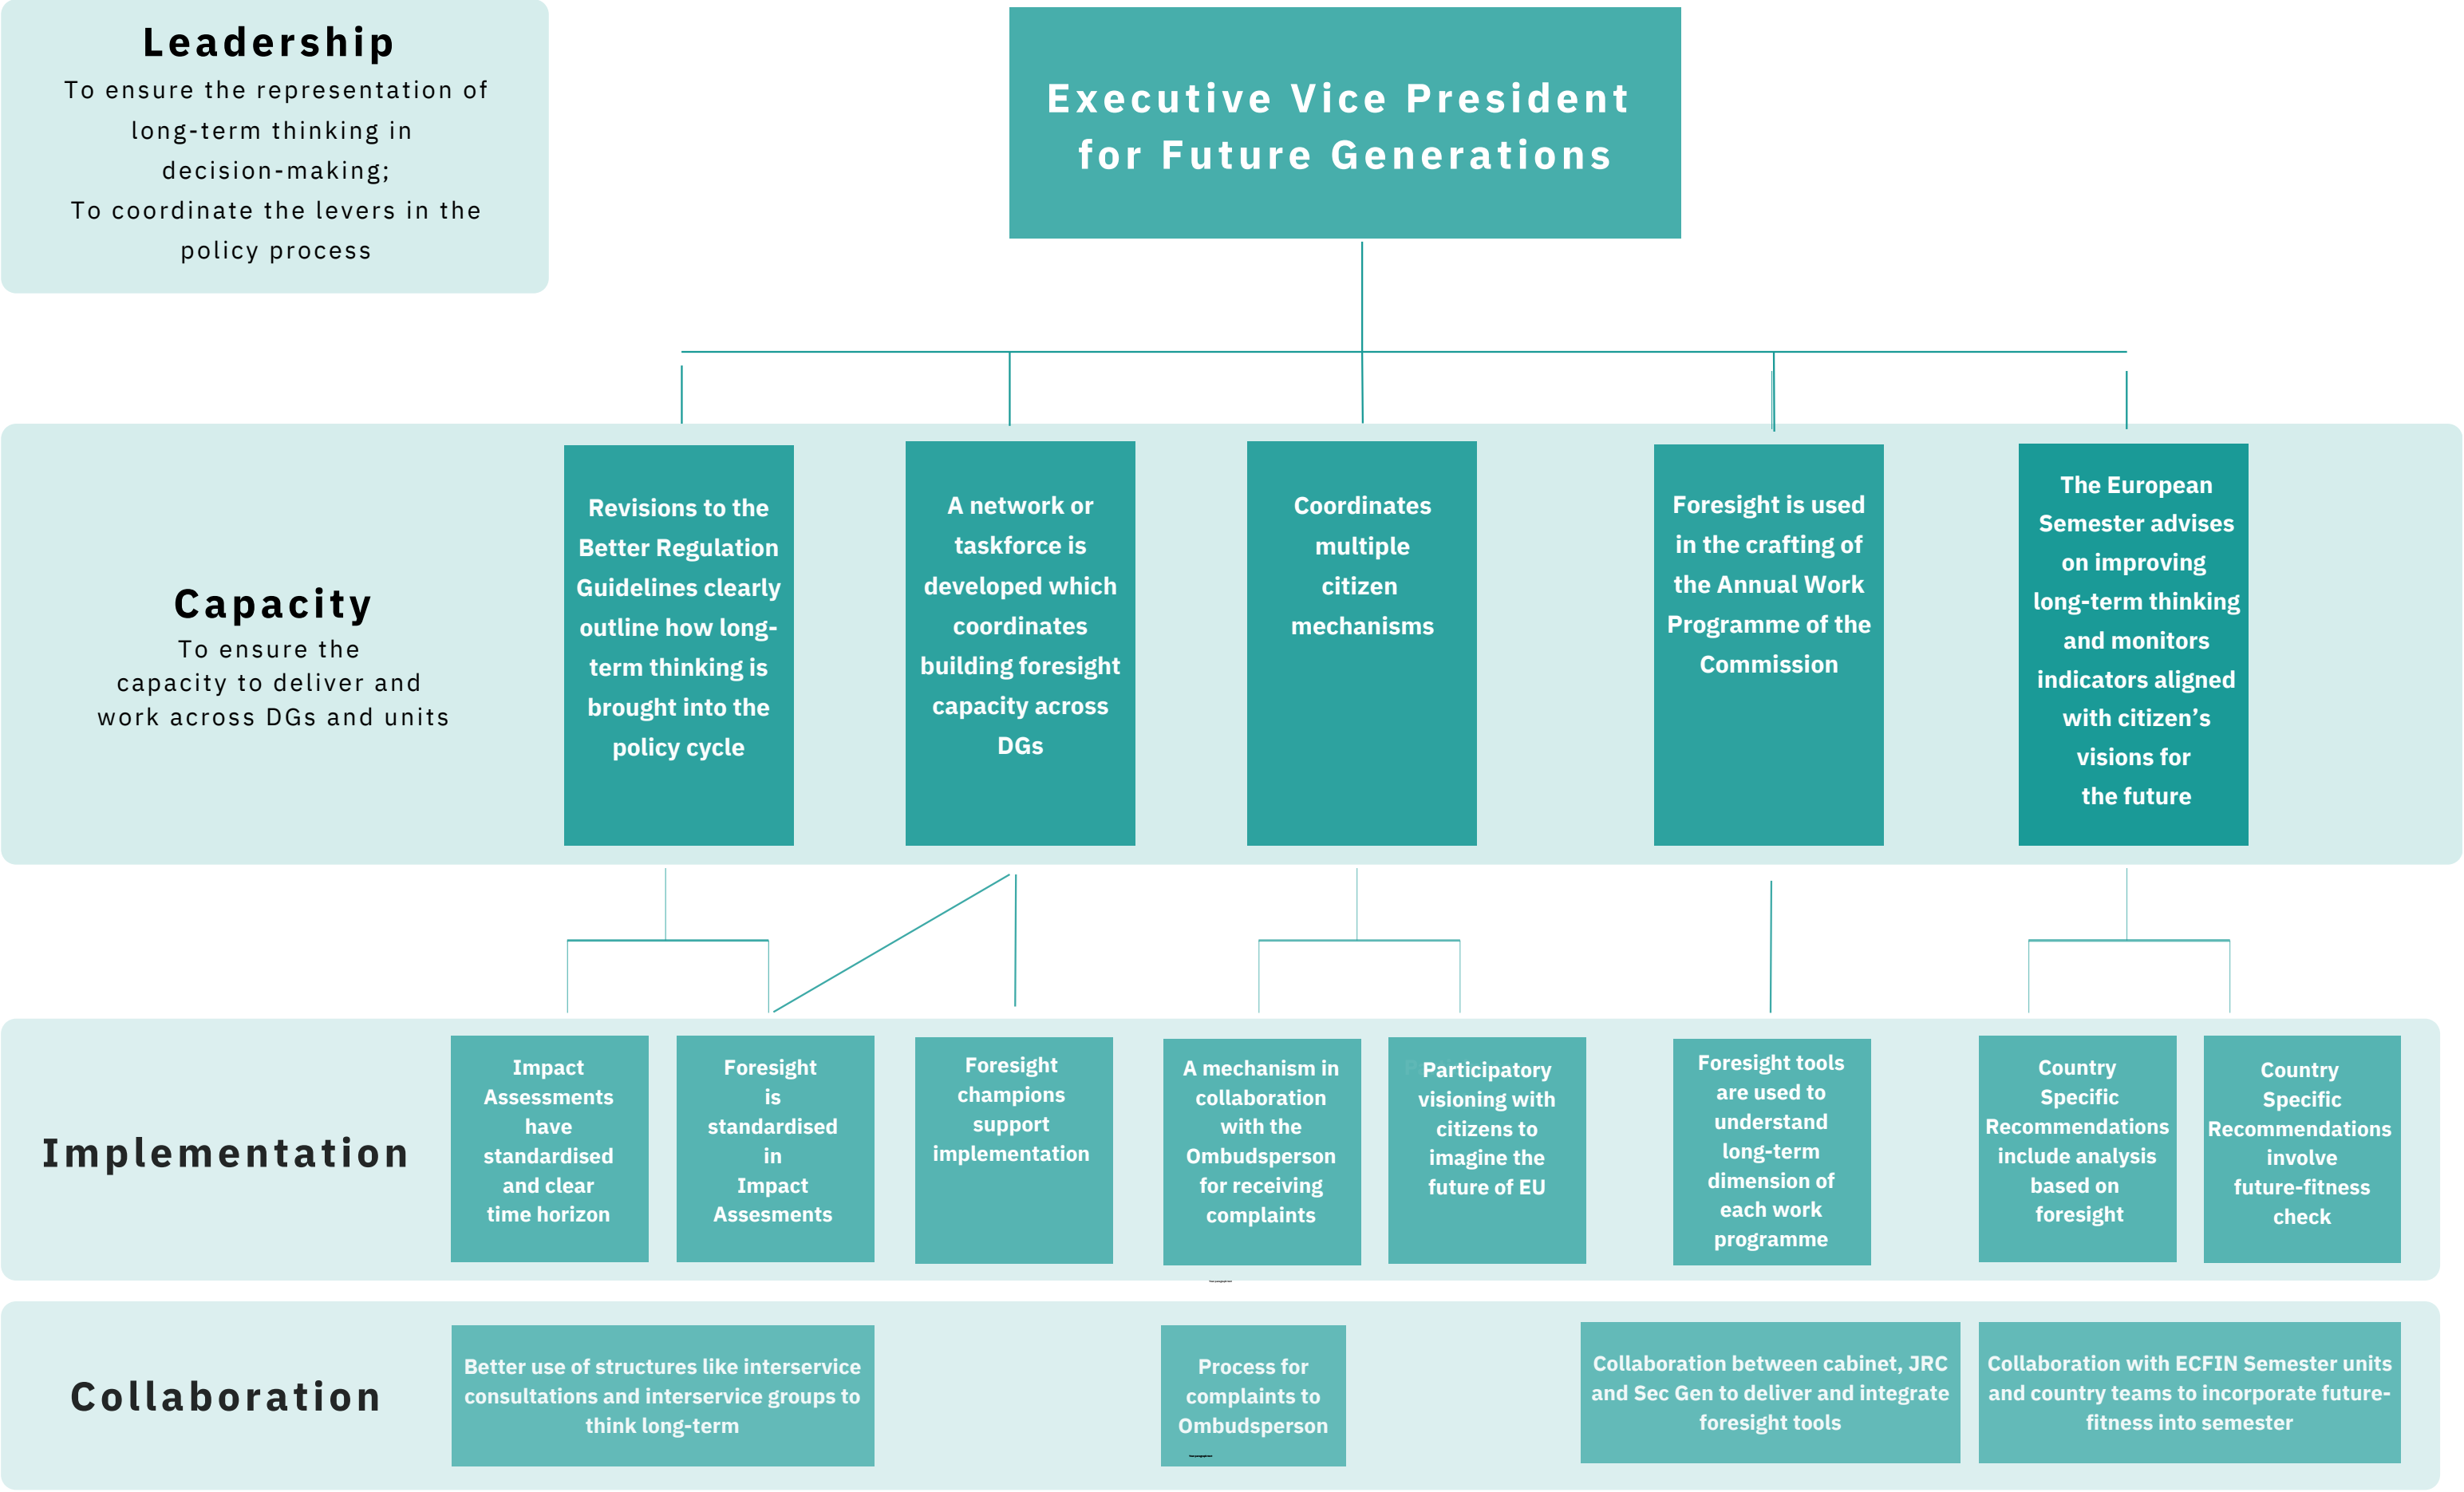 Leadership
To ensure the representation of
long-term thinking in
decision-making;
To coordinate the levers in the
policy process
Executive Vice President
for Future Generations
Capacity
To ensure the
capacity to deliver and
work across DGs and units
Revisions to the
Better Regulation
Guidelines clearly
outline how long-
term thinking is
brought into the
policy cycle
A network or
taskforce is
developed which
coordinates
building foresight
capacity across
DGs
Coordinates
multiple
citizen
mechanisms
Foresight is used
in the crafting of
the Annual Work
Programme of the
Commission
The European
Semester advises
on improving
long-term thinking
and monitors
indicators aligned
with citizen’s
visions for
the future
Implementation
Impact
Assessments
have
standardised
and clear
time horizon
Foresight
is
standardised
in
Impact
Assesments
Foresight
champions
support
implementation
A mechanism in
collaboration
with the
Ombudsperson
for receiving
complaints
Participatory
visioning with
citizens to
imagine the
future of EU
Foresight tools
are used to
understand
long-term
dimension of
each work
programme
Country
Specific
Recommendations
include analysis
based on
foresight
Country
Specific
Recommendations
involve
future-fitness
check
Collaboration
Better use of structures like interservice
consultations and interservice groups to
think long-term
Process for
complaints to
Ombudsperson
Collaboration between cabinet, JRC
and Sec Gen to deliver and integrate
foresight tools
Collaboration with ECFIN Semester units
and country teams to incorporate future-
fitness into semester